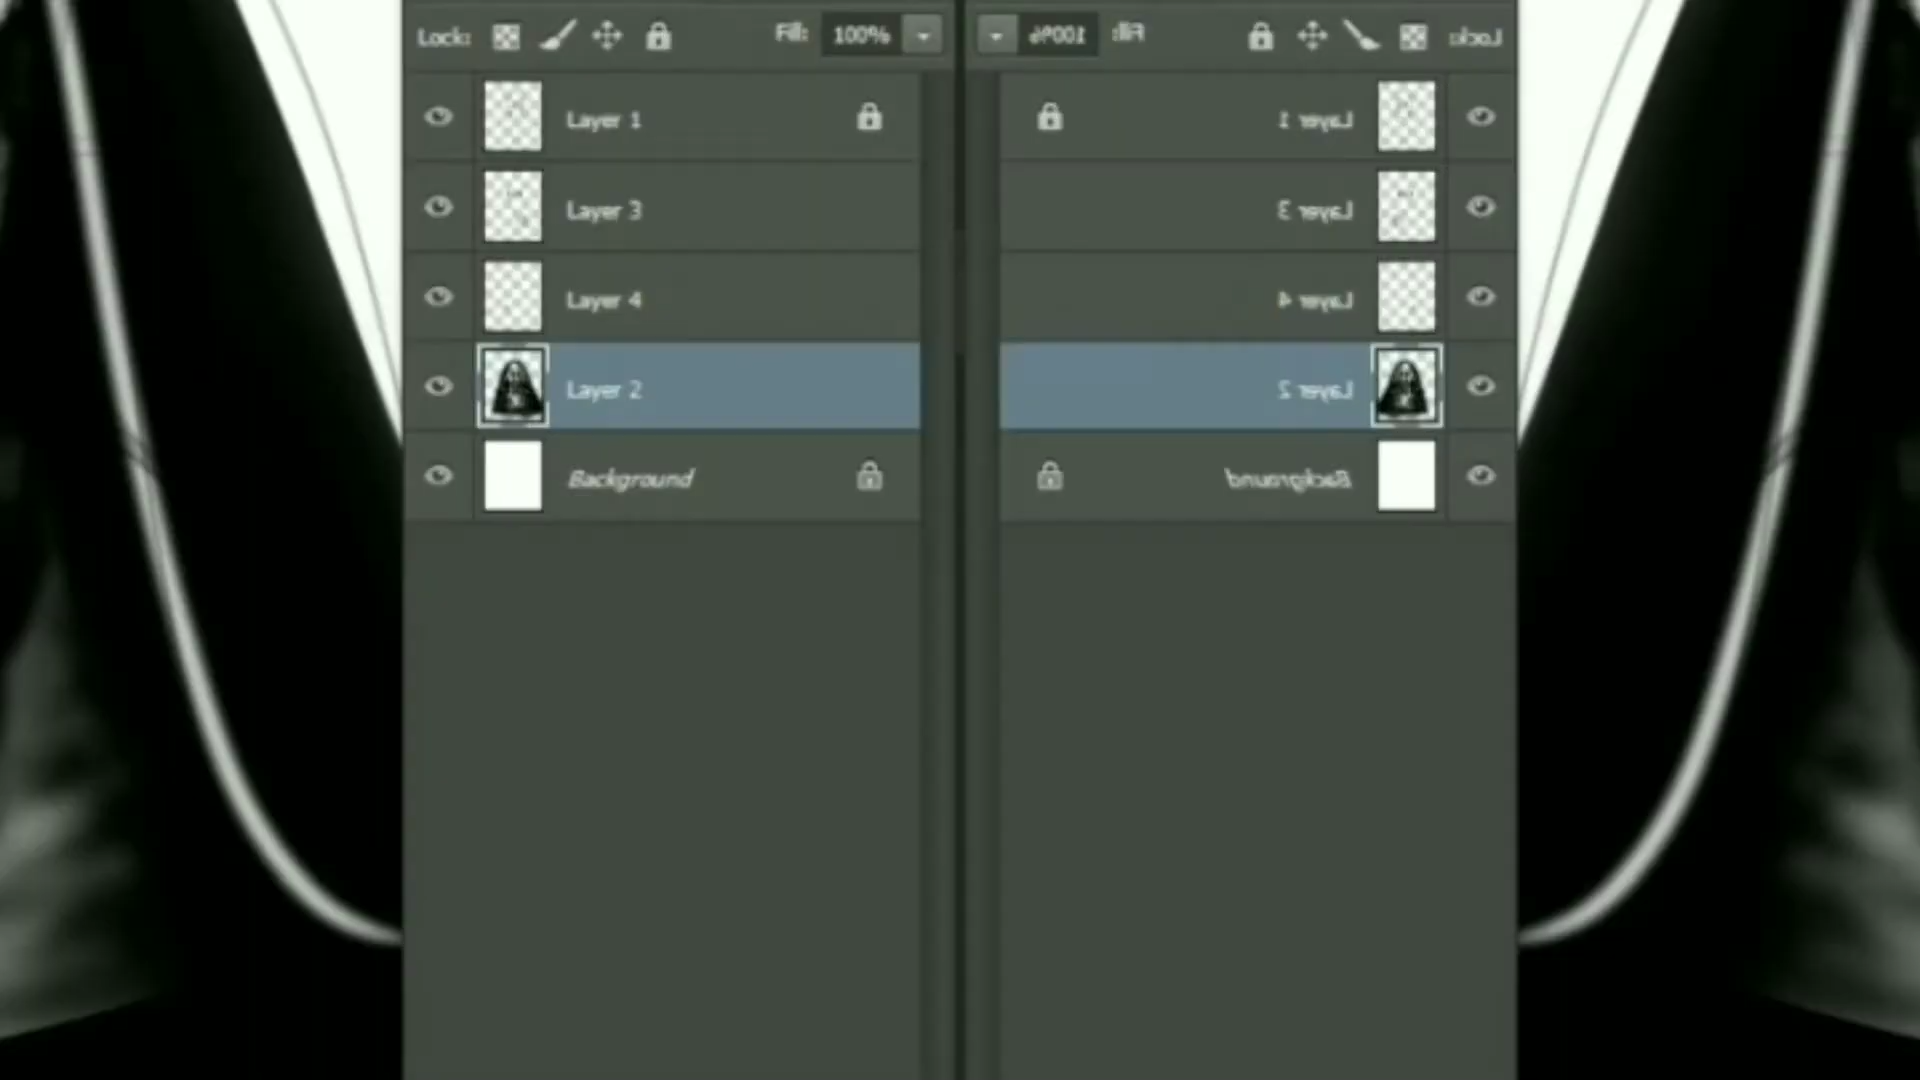 Lock: Fill: 100% 100% Fill: Lock:
Layer 1 Layer 1
Layer 3 Layer 3
Layer 4 Layer 4
Layer 2 Layer 2
Background Background